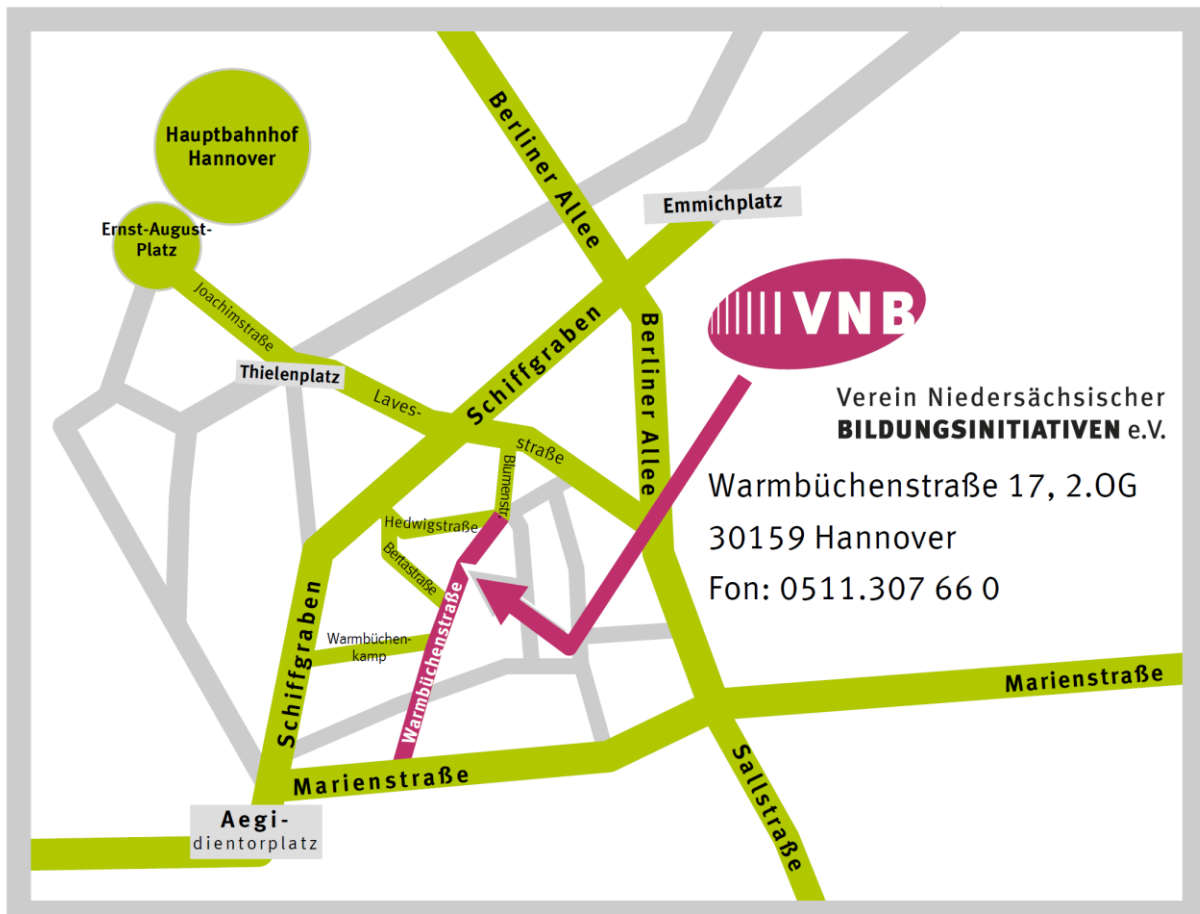 Hauptbahnhof
Hannover
Ernst-August-
Platz
Joachimstraße
Thielenplatz
Laves-
straße
Berliner Allee
Emmichplatz
Schiffgraben
Berliner Allee
Blumenstr.
Hedwigstraße
Bertastraße
Warmbüchen-
kamp
Warmbüchenstraße
Schiffgraben
Marienstraße
Marienstraße
Sallstraße
Aegi-
dientorplatz
VNB
Verein Niedersächsischer
BILDUNGSINITIATIVEN e.V.
Warmbüchenstraße 17, 2.OG
30159 Hannover
Fon: 0511.307 66 0